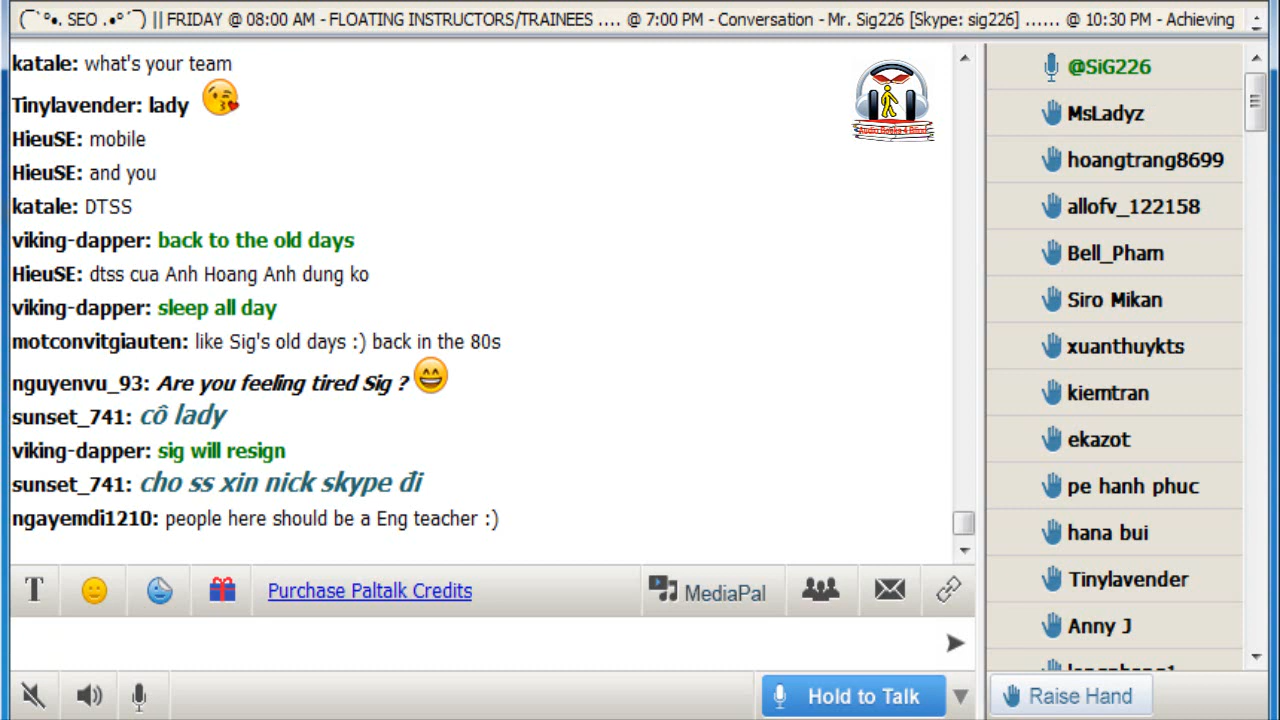 (¯`°•. SEO .•°´¯) || FRIDAY @ 08:00 AM - FLOATING INSTRUCTORS/TRAINEES .... @ 7:00 PM - Conversation - Mr. Sig226 [Skype: sig226] ...... @ 10:30 PM - Achieving
katale: what's your team
Tinylavender: lady
HieuSE: mobile
HieuSE: and you
katale: DTSS
viking-dapper: back to the old days
HieuSE: dtss cua Anh Hoang Anh dung ko
viking-dapper: sleep all day
motconvitgiauten: like Sig's old days :) back in the 80s
nguyenvu_93: Are you feeling tired Sig ?
sunset_741: cô lady
viking-dapper: sig will resign
sunset_741: cho ss xin nick skype đi
ngayemdi1210: people here should be a Eng teacher :)
Audio Books 4 Blind
@SiG226
MsLadyz
hoangtrang8699
allofv_122158
Bell_Pham
Siro Mikan
xuanthuykts
kiemtran
ekazot
pe hanh phuc
hana bui
Tinylavender
Anny J
T
Purchase Paltalk Credits
MediaPal
Hold to Talk
Raise Hand